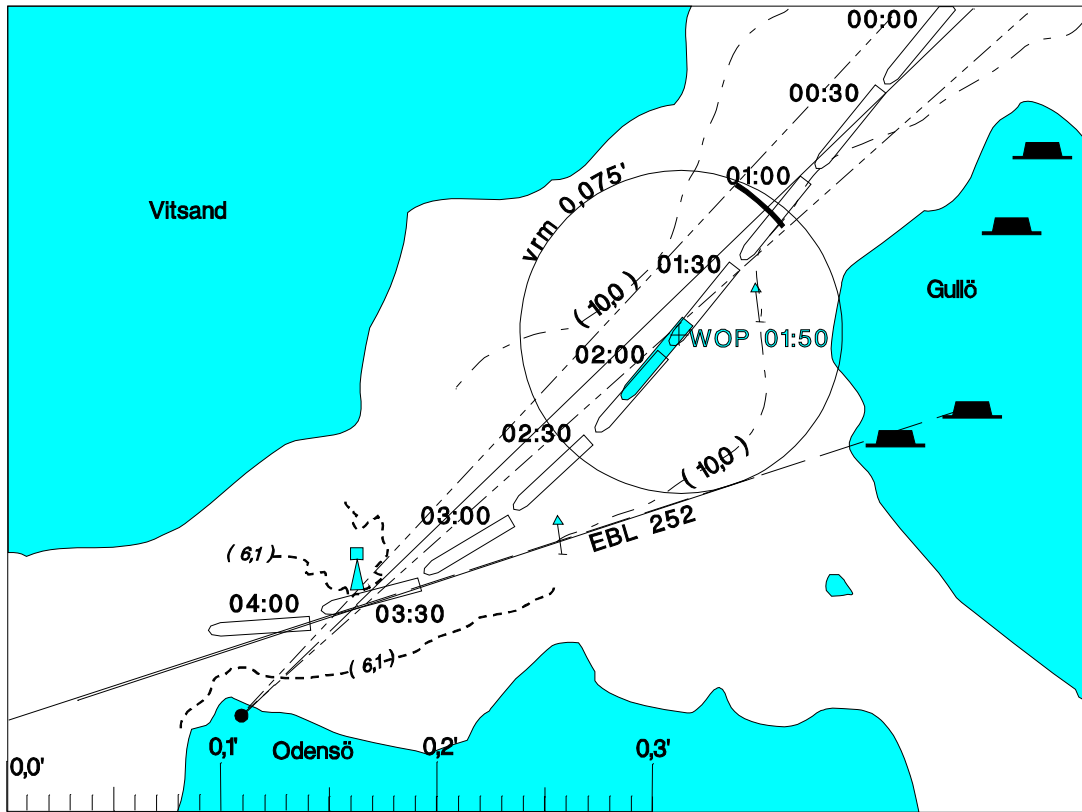 00:00
00:30
01:00
vrm 0,075'
Vitsand
01:30
( 10,0 )
Gullö
WOP 01:50
02:00
02:30
( 10,0 )
03:00
EBL 252
( 6,1 )
04:00
03:30
( 6,1 )
0,0'
0,1'
Odensö
0,2'
0,3'